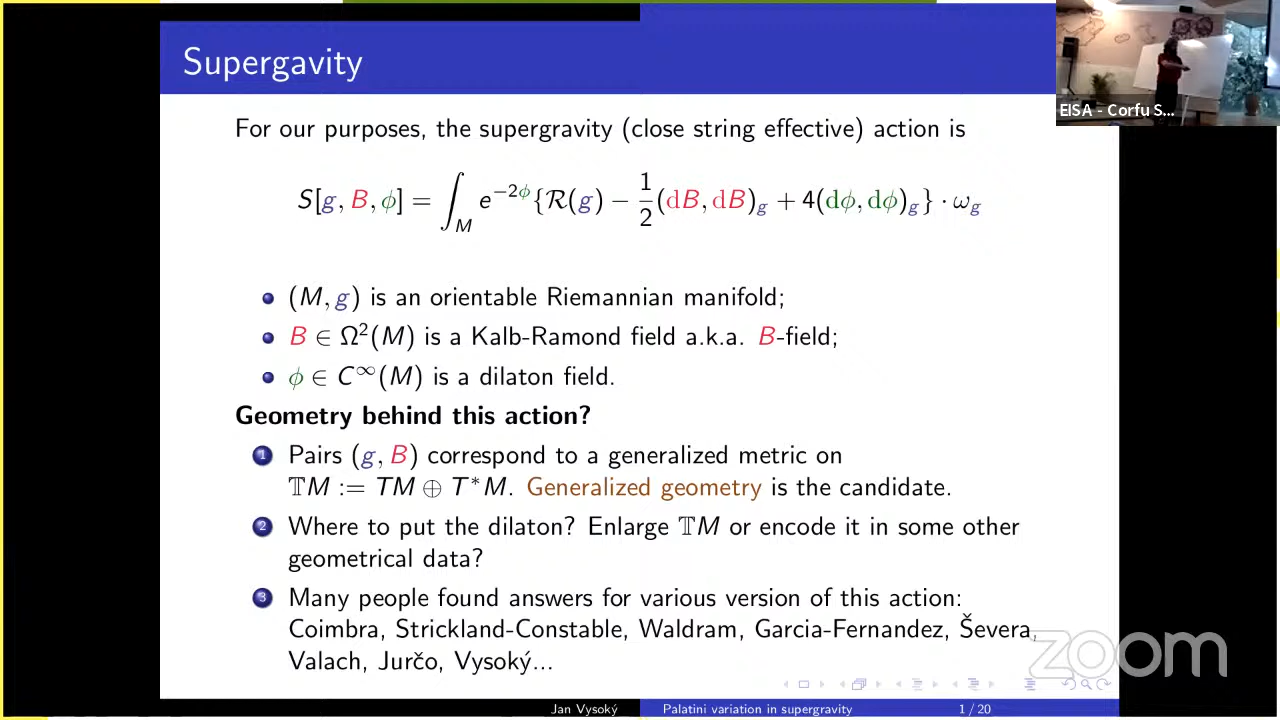 Supergavity
EISA - Corfu S...
For our purposes, the supergravity (close string effective) action is
S[g, B, ϕ] = ∫_M e^{−2ϕ}{ℛ(g) − 1/2 (dB, dB)_g + 4(dϕ, dϕ)_g} · ω_g
(M, g) is an orientable Riemannian manifold;
B ∈ Ω²(M) is a Kalb-Ramond field a.k.a. B-field;
ϕ ∈ C^∞(M) is a dilaton field.
Geometry behind this action?
1 Pairs (g, B) correspond to a generalized metric on
𝕋M := TM ⊕ T*M. Generalized geometry is the candidate.
2 Where to put the dilaton? Enlarge 𝕋M or encode it in some other
geometrical data?
3 Many people found answers for various version of this action:
Coimbra, Strickland-Constable, Waldram, Garcia-Fernandez, Ševera,
Valach, Jurčo, Vysoký...
zoom
Jan Vysoký Palatini variation in supergravity 1 / 20